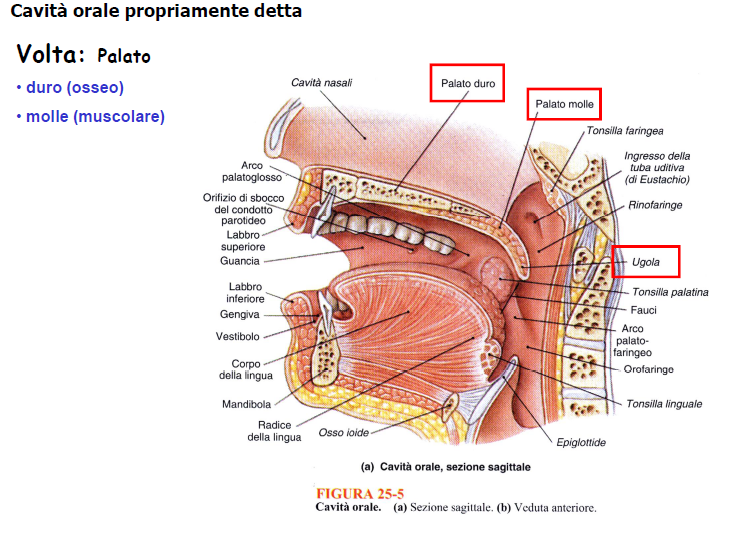 Cavità orale propriamente detta
Volta: Palato
• duro (osseo)
• molle (muscolare)
Cavità nasali
Palato duro
Palato molle
Tonsilla faringea
Ingresso della
tuba uditiva
(di Eustachio)
Rinofaringe
Ugola
Tonsilla palatina
Fauci
Arco
palato-
faringeo
Orofaringe
Tonsilla linguale
Epiglottide
Arco
palatoglosso
Orifizio di sbocco
del condotto
parotideo
Labbro
superiore
Guancia
Labbro
inferiore
Gengiva
Vestibolo
Corpo
della lingua
Mandibola
Radice
della lingua
Osso ioide
(a) Cavità orale, sezione sagittale
FIGURA 25-5
Cavità orale. (a) Sezione sagittale. (b) Veduta anteriore.